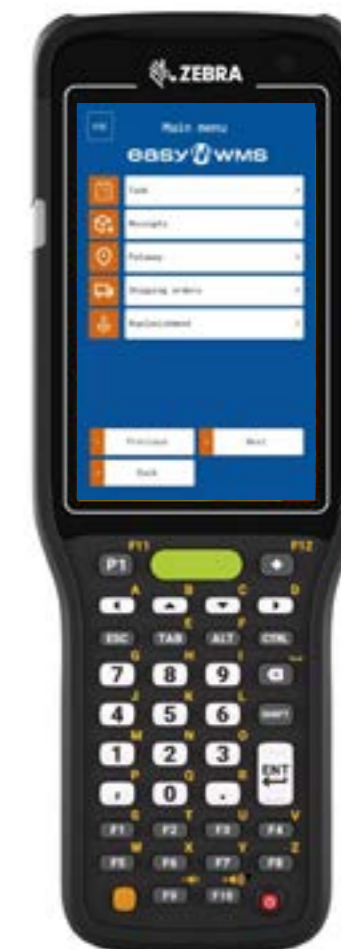 ZEBRA
Main menu
easy WMS
Task
Receipts
Putaway
Shipping orders
Replenishment
Previous Next
Back
F11 F12
P1
A B C D
E F
ESC TAB ALT CTRL
G H I
7 8 9
J K L
4 5 6 SHIFT
M N O
1 2 3 ENT
P Q R
, 0 .
S T U V
F1 F2 F3 F4
W X Y Z
F5 F6 F7 F8
F9 F10